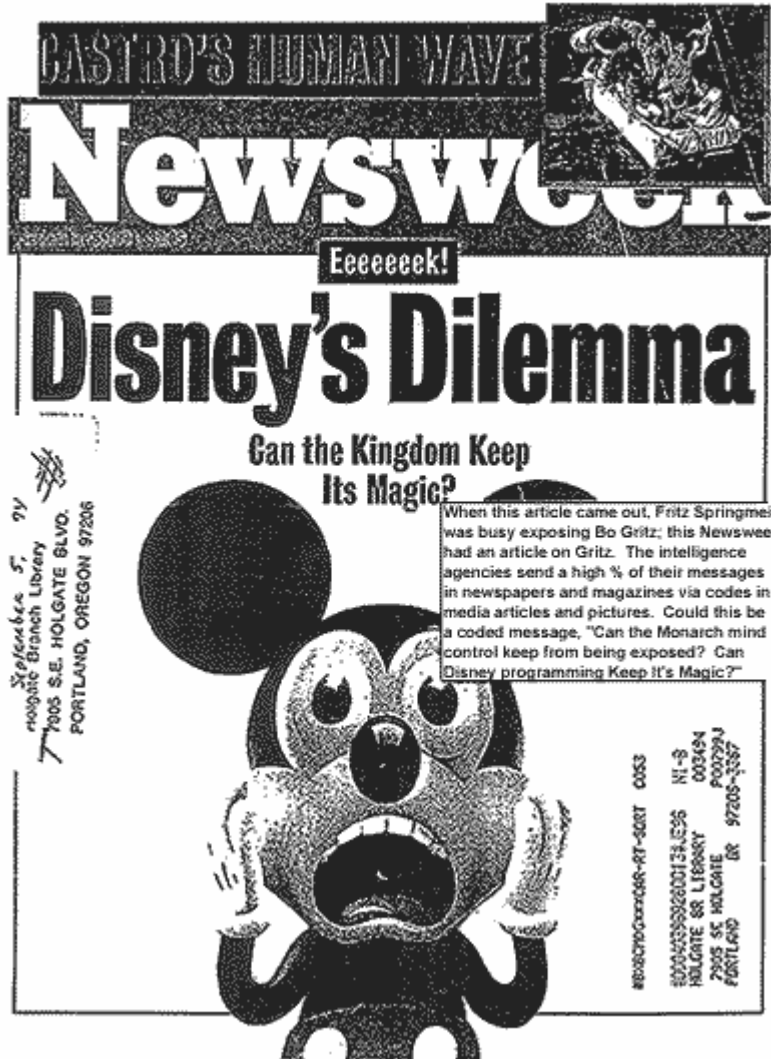 CASTRO'S HUMAN WAVE
Newsweek
Eeeeeeek!
Disney's Dilemma
Can the Kingdom Keep
Its Magic?
When this article came out, Fritz Springmei
was busy exposing Bo Gritz; this Newswee
had an article on Gritz. The intelligence
agencies send a high % of their messages
in newspapers and magazines via codes in
media articles and pictures. Could this be
a coded message, "Can the Monarch mind
control keep from being exposed? Can
Disney programming Keep It's Magic?"
September 5, 94
Holgate Branch Library
7905 S.E. HOLGATE BLVD.
PORTLAND, OREGON 97206
CO53
N1-B
003494
HOLGATE BR LIBRARY
7905 SE HOLGATE
PORTLAND OR